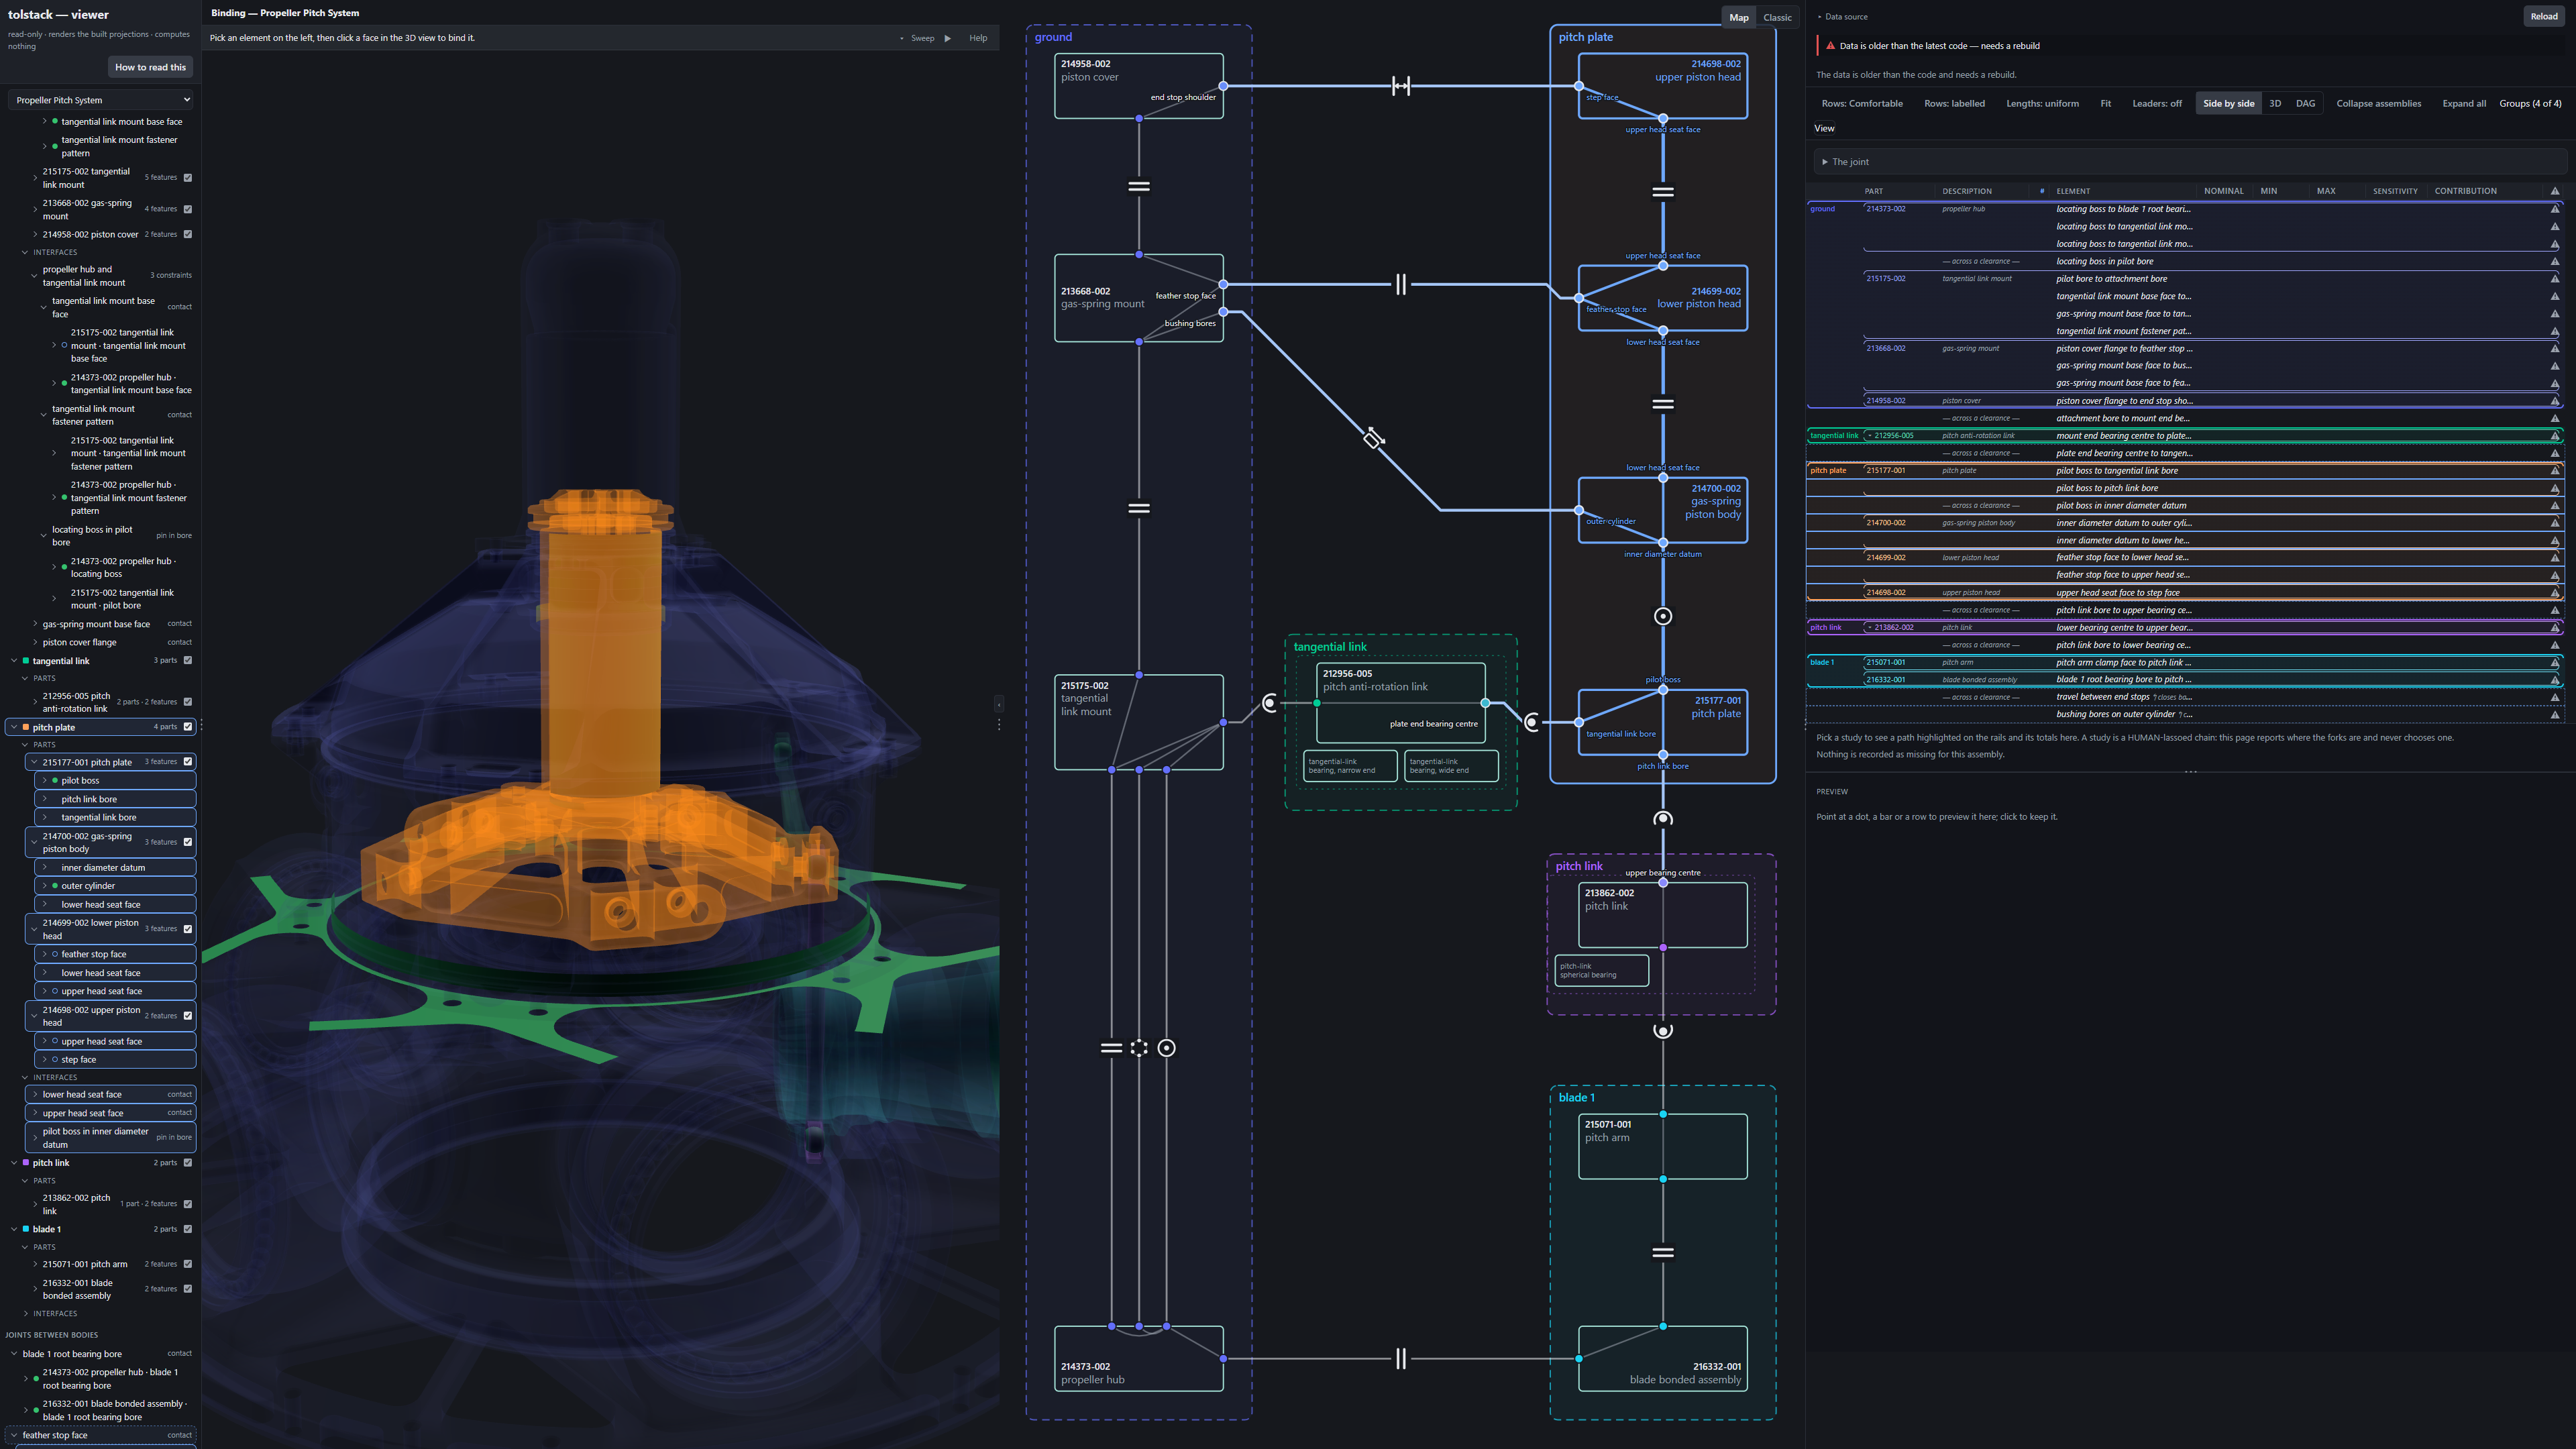 tolstack — viewer
read-only · renders the built projections · computes
nothing
How to read this
Propeller Pitch System
tangential link mount base face
tangential link mount fastener
pattern
215175-002 tangential
link mount
5 features
213668-002 gas-spring
mount
4 features
214958-002 piston cover
2 features
INTERFACES
propeller hub and
tangential link mount
3 constraints
tangential link mount base
face
contact
215175-002 tangential link
mount · tangential link mount
base face
214373-002 propeller hub ·
tangential link mount base face
tangential link mount
fastener pattern
contact
215175-002 tangential link
mount · tangential link mount
fastener pattern
214373-002 propeller hub ·
tangential link mount fastener
pattern
locating boss in pilot
bore
pin in bore
214373-002 propeller hub ·
locating boss
215175-002 tangential link
mount · pilot bore
gas-spring mount base face
contact
piston cover flange
contact
tangential link
3 parts
PARTS
212956-005 pitch
anti-rotation link
2 parts · 2 features
pitch plate
4 parts
PARTS
215177-001 pitch plate
3 features
pilot boss
pitch link bore
tangential link bore
214700-002 gas-spring
piston body
3 features
inner diameter datum
outer cylinder
lower head seat face
214699-002 lower piston
head
3 features
feather stop face
lower head seat face
upper head seat face
214698-002 upper piston
head
2 features
upper head seat face
step face
INTERFACES
lower head seat face
contact
upper head seat face
contact
pilot boss in inner diameter
datum
pin in bore
pitch link
2 parts
PARTS
213862-002 pitch
link
1 part · 2 features
blade 1
2 parts
PARTS
215071-001 pitch arm
2 features
216332-001 blade
bonded assembly
2 features
INTERFACES
JOINTS BETWEEN BODIES
blade 1 root bearing bore
contact
214373-002 propeller hub · blade 1
root bearing bore
216332-001 blade bonded assembly ·
blade 1 root bearing bore
feather stop face
contact
Binding — Propeller Pitch System
Pick an element on the left, then click a face in the 3D view to bind it.
Sweep
Help
Map
Classic
ground
214958-002
piston cover
end stop shoulder
213668-002
gas-spring mount
feather stop face
bushing bores
215175-002
tangential
link mount
214373-002
propeller hub
tangential link
212956-005
pitch anti-rotation link
plate end bearing centre
tangential-link
bearing, narrow end
tangential-link
bearing, wide end
pitch plate
214698-002
upper piston head
step face
upper head seat face
upper head seat face
214699-002
lower piston head
feather stop face
lower head seat face
lower head seat face
214700-002
gas-spring
piston body
outer cylinder
inner diameter datum
pilot boss
215177-001
pitch plate
tangential link bore
pitch link bore
pitch link
upper bearing centre
213862-002
pitch link
pitch-link
spherical bearing
blade 1
215071-001
pitch arm
216332-001
blade bonded assembly
Data source
Reload
Data is older than the latest code — needs a rebuild
The data is older than the code and needs a rebuild.
Rows: Comfortable
Rows: labelled
Lengths: uniform
Fit
Leaders: off
Side by side
3D
DAG
Collapse assemblies
Expand all
Groups (4 of 4)
View
The joint
PART DESCRIPTION # ELEMENT NOMINAL MIN MAX SENSITIVITY CONTRIBUTION
ground 214373-002 propeller hub locating boss to blade 1 root beari...
locating boss to tangential link mo...
locating boss to tangential link mo...
— across a clearance — locating boss in pilot bore
215175-002 tangential link mount pilot bore to attachment bore
tangential link mount base face to...
gas-spring mount base face to tan...
tangential link mount fastener pat...
213668-002 gas-spring mount piston cover flange to feather stop ...
gas-spring mount base face to bus...
gas-spring mount base face to fea...
214958-002 piston cover piston cover flange to end stop sho...
— across a clearance — attachment bore to mount end be...
tangential link 212956-005 pitch anti-rotation link mount end bearing centre to plate...
— across a clearance — plate end bearing centre to tangen...
pitch plate 215177-001 pitch plate pilot boss to tangential link bore
pilot boss to pitch link bore
— across a clearance — pilot boss in inner diameter datum
214700-002 gas-spring piston body inner diameter datum to outer cyli...
inner diameter datum to lower he...
214699-002 lower piston head feather stop face to lower head se...
feather stop face to upper head se...
214698-002 upper piston head upper head seat face to step face
— across a clearance — pitch link bore to upper bearing ce...
pitch link 213862-002 pitch link lower bearing centre to upper bear...
— across a clearance — pitch link bore to lower bearing ce...
blade 1 215071-001 pitch arm pitch arm clamp face to pitch link ...
216332-001 blade bonded assembly blade 1 root bearing bore to pitch ...
— across a clearance — travel between end stops closes ba...
bushing bores on outer cylinder
Pick a study to see a path highlighted on the rails and its totals here. A study is a HUMAN-lassoed chain: this page reports where the forks are and never chooses one.
Nothing is recorded as missing for this assembly.
PREVIEW
Point at a dot, a bar or a row to preview it here; click to keep it.